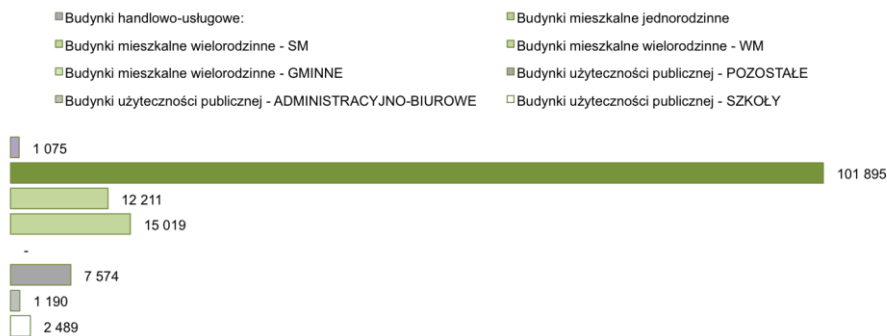 Budynki handlowo-usługowe: Budynki mieszkalne jednorodzinne
Budynki mieszkalne wielorodzinne - SM Budynki mieszkalne wielorodzinne - WM
Budynki mieszkalne wielorodzinne - GMINNE Budynki użyteczności publicznej - POZOSTAŁE
Budynki użyteczności publicznej - ADMINISTRACYJNO-BIUROWE Budynki użyteczności publicznej - SZKOŁY
1 075
101 895
12 211
15 019
-
7 574
1 190
2 489